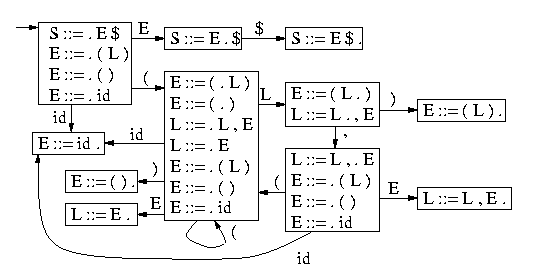 S ::= . E $
E ::= . ( L )
E ::= . ( )
E ::= . id
E
S ::= E . $
$
S ::= E $ .
(
id
E ::= id .
id
E ::= ( . L )
E ::= ( . )
L ::= . L , E
L ::= . E
E ::= . ( L )
E ::= . ( )
E ::= . id
L
E ::= ( L . )
L ::= L . , E
)
E ::= ( L ) .
,
L ::= L , . E
E ::= . ( L )
E ::= . ( )
E ::= . id
(
E
L ::= L , E .
)
E ::= ( ) .
E
L ::= E .
(
id